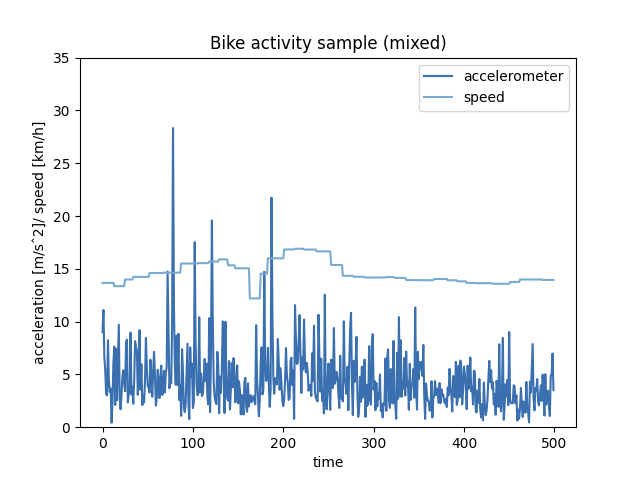 Bike activity sample (mixed)
accelerometer
speed
35
30
25
20
15
10
5
0
acceleration [m/s^2]/ speed [km/h]
0
100
200
300
400
500
time